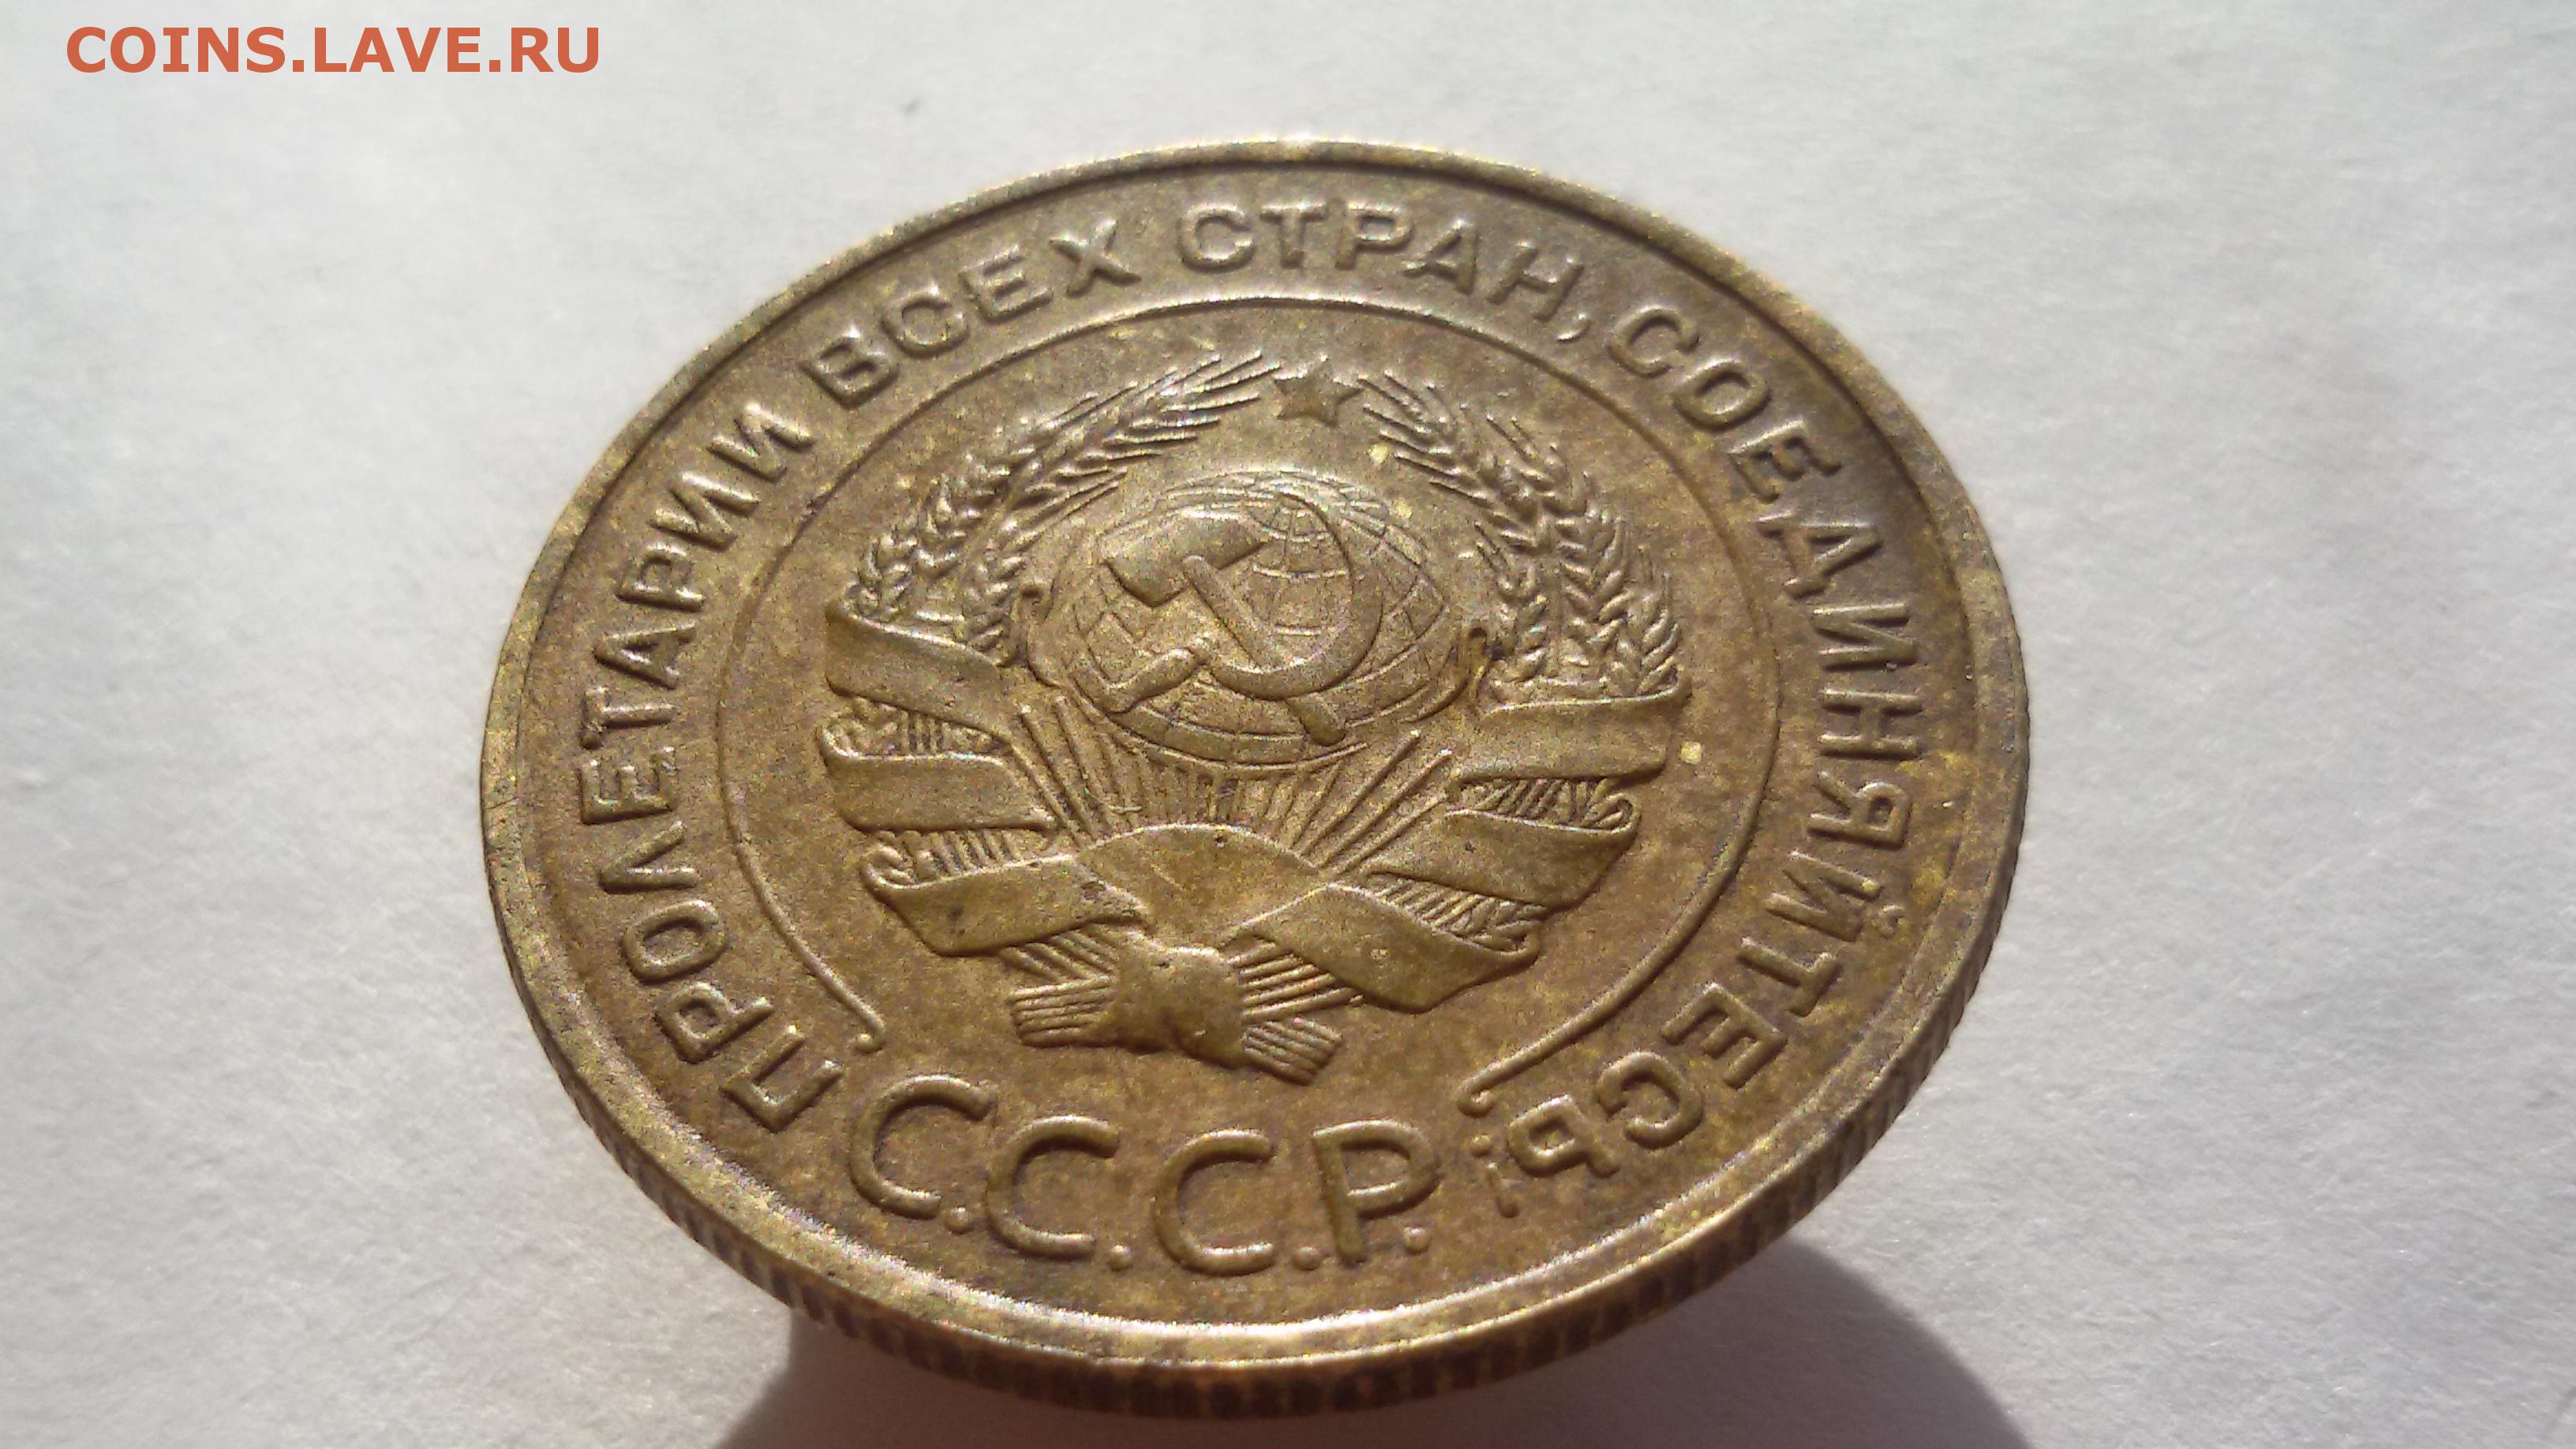 COINS.LAVE.RU
ПРОЛЕТАРИИ ВСЕХ СТРАН, СОЕДИНЯЙТЕСЬ!
С.С.С.Р.